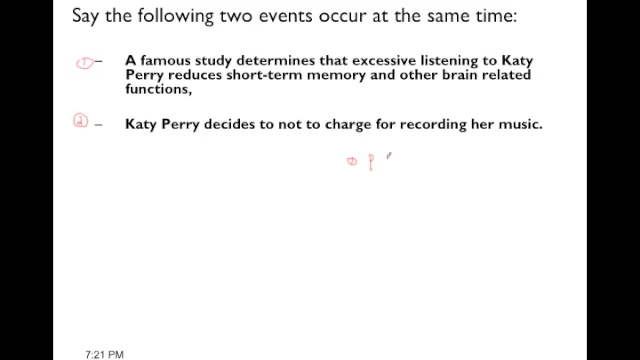 Say the following two events occur at the same time:
① – A famous study determines that excessive listening to Katy
Perry reduces short-term memory and other brain related
functions,
② – Katy Perry decides to not to charge for recording her music.
P
7:21 PM